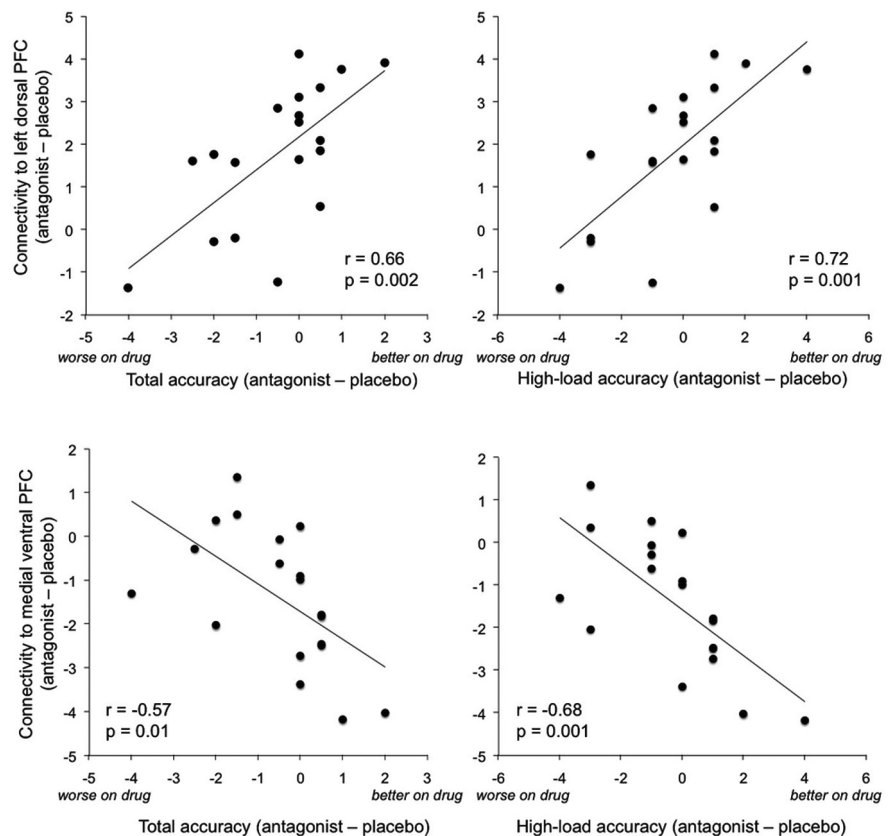 Connectivity to left dorsal PFC
(antagonist – placebo)
5
4
3
2
1
0
-1
-2
r = 0.66
p = 0.002
-5 -4 -3 -2 -1 0 1 2 3
worse on drug better on drug
Total accuracy (antagonist – placebo)
5
4
3
2
1
0
-1
-2
r = 0.72
p = 0.001
-6 -4 -2 0 2 4 6
worse on drug better on drug
High-load accuracy (antagonist – placebo)
Connectivity to medial ventral PFC
(antagonist – placebo)
2
1
0
-1
-2
-3
-4
-5
r = -0.57
p = 0.01
-5 -4 -3 -2 -1 0 1 2 3
worse on drug better on drug
Total accuracy (antagonist – placebo)
2
1
0
-1
-2
-3
-4
-5
r = -0.68
p = 0.001
-6 -4 -2 0 2 4 6
worse on drug better on drug
High-load accuracy (antagonist – placebo)